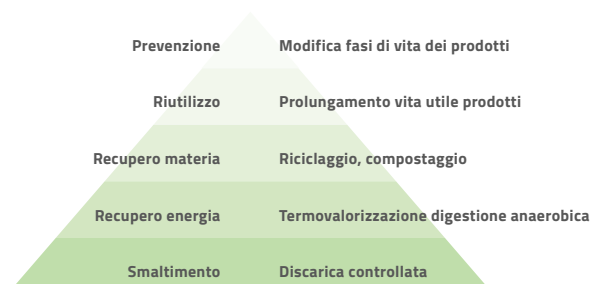 Prevenzione Modifica fasi di vita dei prodotti
Riutilizzo Prolungamento vita utile prodotti
Recupero materia Riciclaggio, compostaggio
Recupero energia Termovalorizzazione digestione anaerobica
Smaltimento Discarica controllata